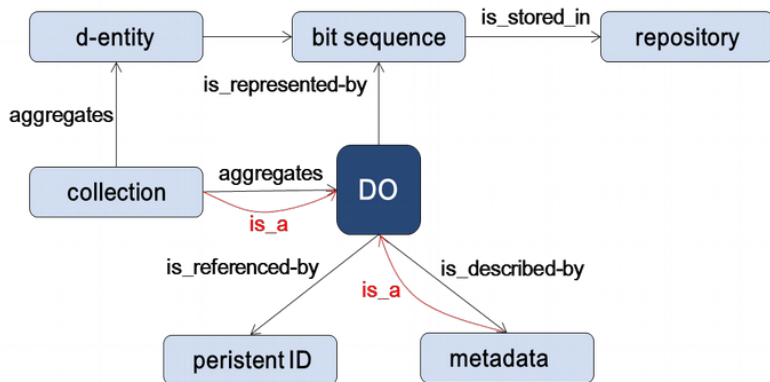 d-entity
bit sequence
is_stored_in
repository
is_represented-by
aggregates
collection
aggregates
is_a
DO
is_referenced-by
is_described-by
is_a
peristent ID
metadata